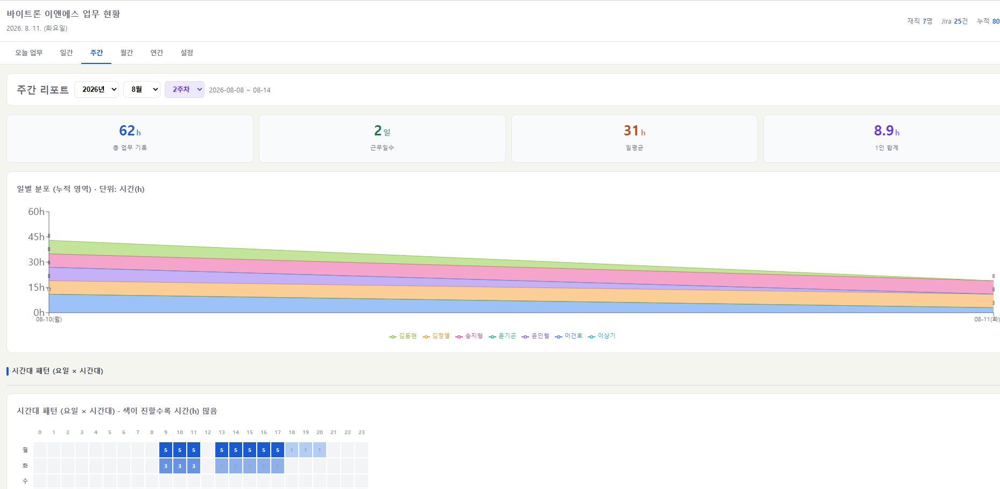 바이트론 이앤에스 업무 현황
2026. 8. 11. (화요일)
재직 7명 Jira 25건 누적 80
오늘 업무 일간 주간 월간 연간 설정
주간 리포트 2026년 8월 2주차 2026-08-08 ~ 08-14
62h 2일 31h 8.9h
총 업무 기록 근무일수 일평균 1인 합계
일별 분포 (누적 영역) · 단위: 시간(h)
60h
45h 8
8
30h 8
8 8
15h 11 8
3
0h
08-10(월) 08-11(화)
김동현 김정열 송지형 윤기곤 윤인철 이건호 이상기
시간대 패턴 (요일 × 시간대)
시간대 패턴 (요일 × 시간대) · 색이 진할수록 시간(h) 많음
0 1 2 3 4 5 6 7 8 9 10 11 12 13 14 15 16 17 18 19 20 21 22 23
월 5 5 5 5 5 5 5 5 1 1 1
화 3 3 3 2 2 2 2 2
수